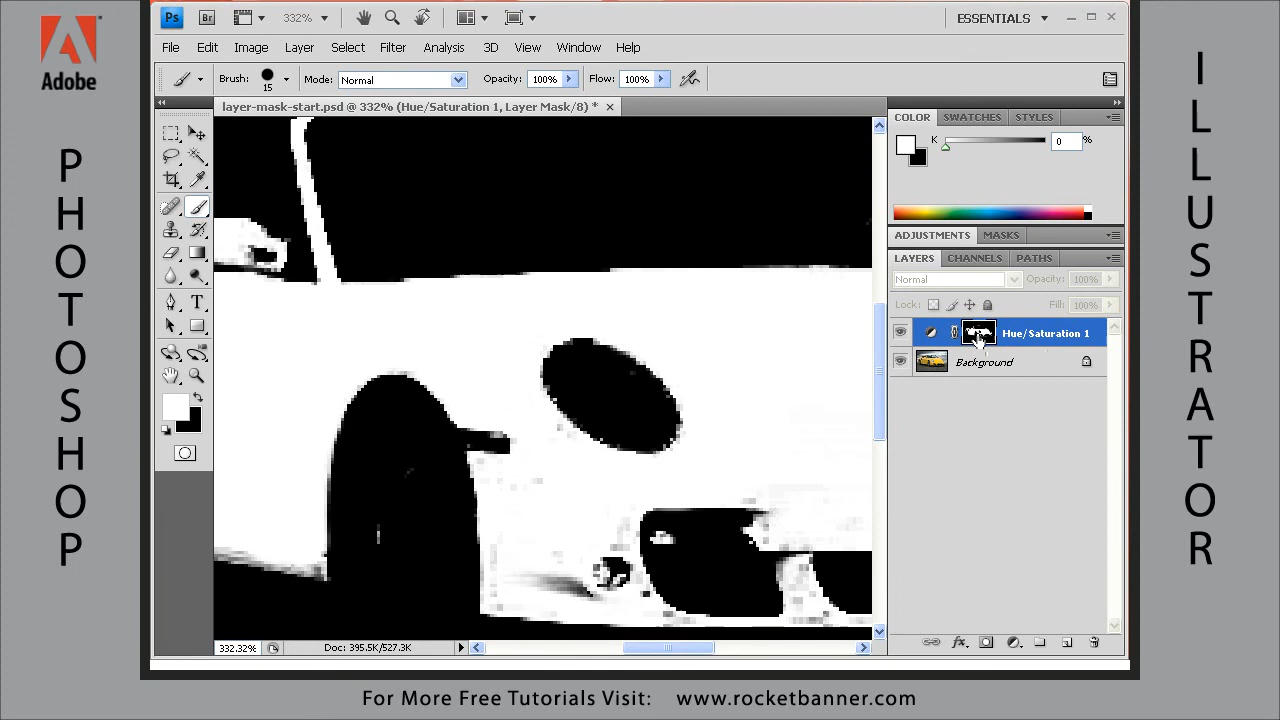 Adobe
PHOTOSHOP
Ps
Br
332%
ESSENTIALS
File Edit Image Layer Select Filter Analysis 3D View Window Help
Brush: 15 Mode: Normal Opacity: 100% Flow: 100%
layer-mask-start.psd @ 332% (Hue/Saturation 1, Layer Mask/8) *
COLOR SWATCHES STYLES
K 0 %
ADJUSTMENTS MASKS
LAYERS CHANNELS PATHS
Normal Opacity: 100%
Lock: Fill: 100%
Hue/Saturation 1
Background
332.32% Doc: 395.5K/527.3K
ILLUSTRATOR
For More Free Tutorials Visit: www.rocketbanner.com